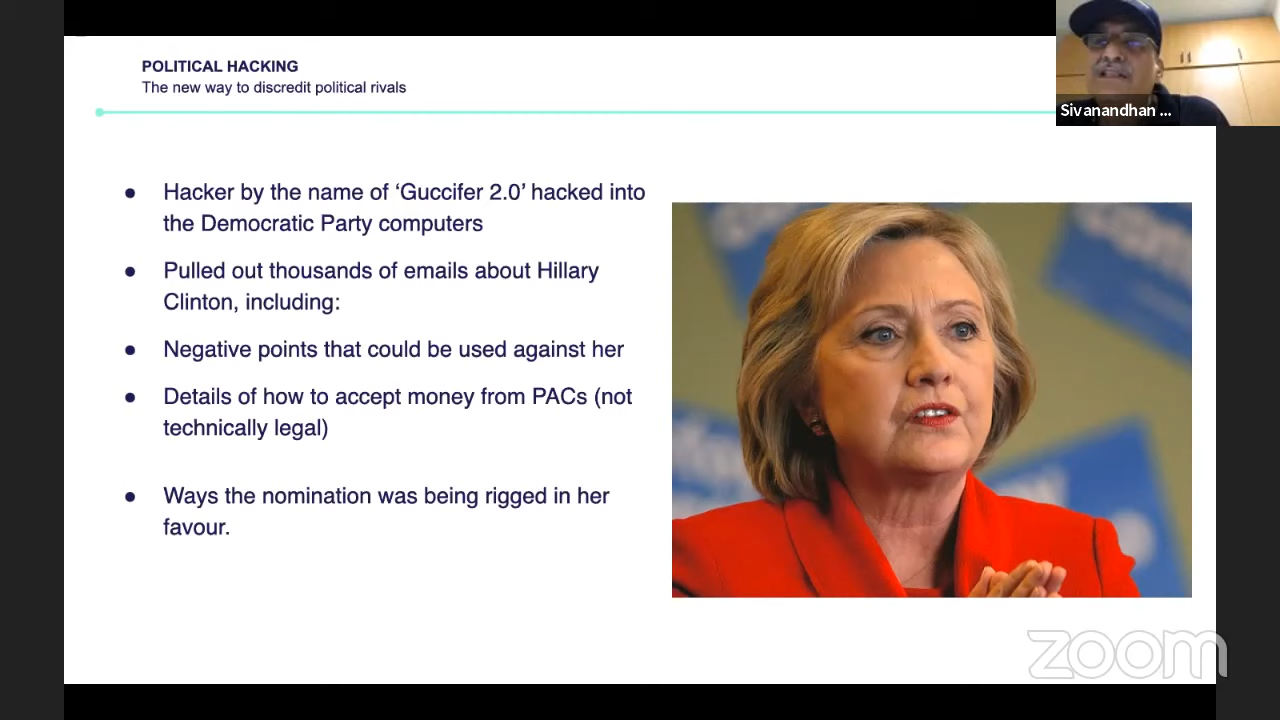 POLITICAL HACKING
The new way to discredit political rivals
Sivanandhan ...
● Hacker by the name of ‘Guccifer 2.0’ hacked into
the Democratic Party computers
● Pulled out thousands of emails about Hillary
Clinton, including:
● Negative points that could be used against her
● Details of how to accept money from PACs (not
technically legal)
● Ways the nomination was being rigged in her
favour.
zoom